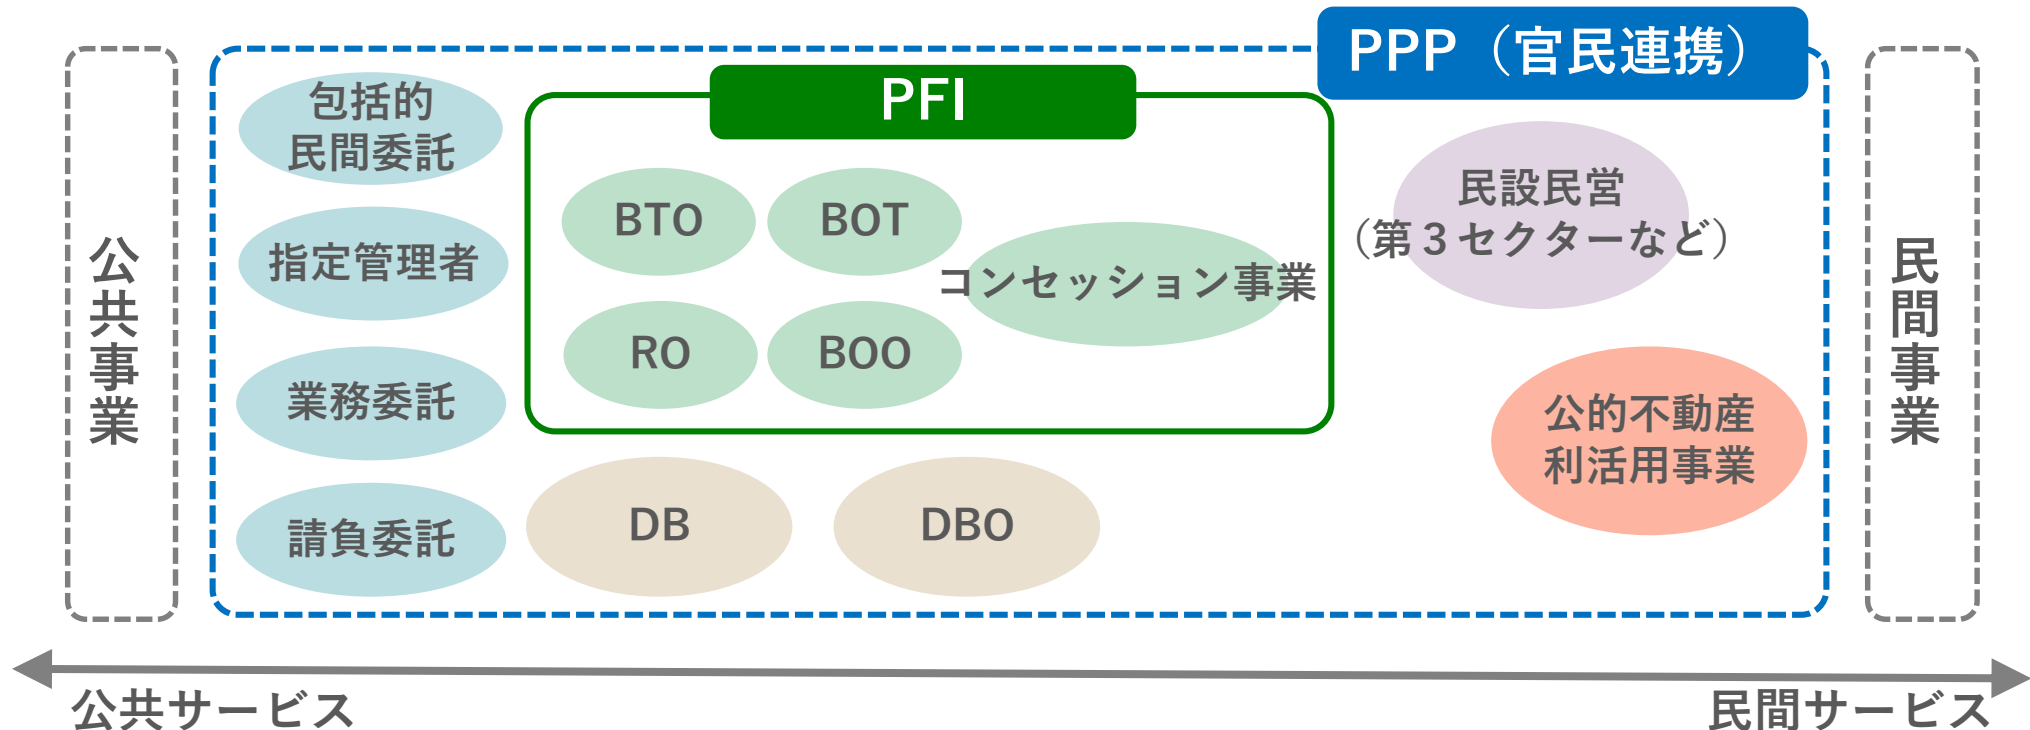 PPP（官民連携）
PFI
公共事業
包括的
民間委託
指定管理者
業務委託
請負委託
BTO
BOT
RO
BOO
コンセッション事業
DB
DBO
民設民営
（第３セクターなど）
公的不動産
利活用事業
民間事業
公共サービス
民間サービス